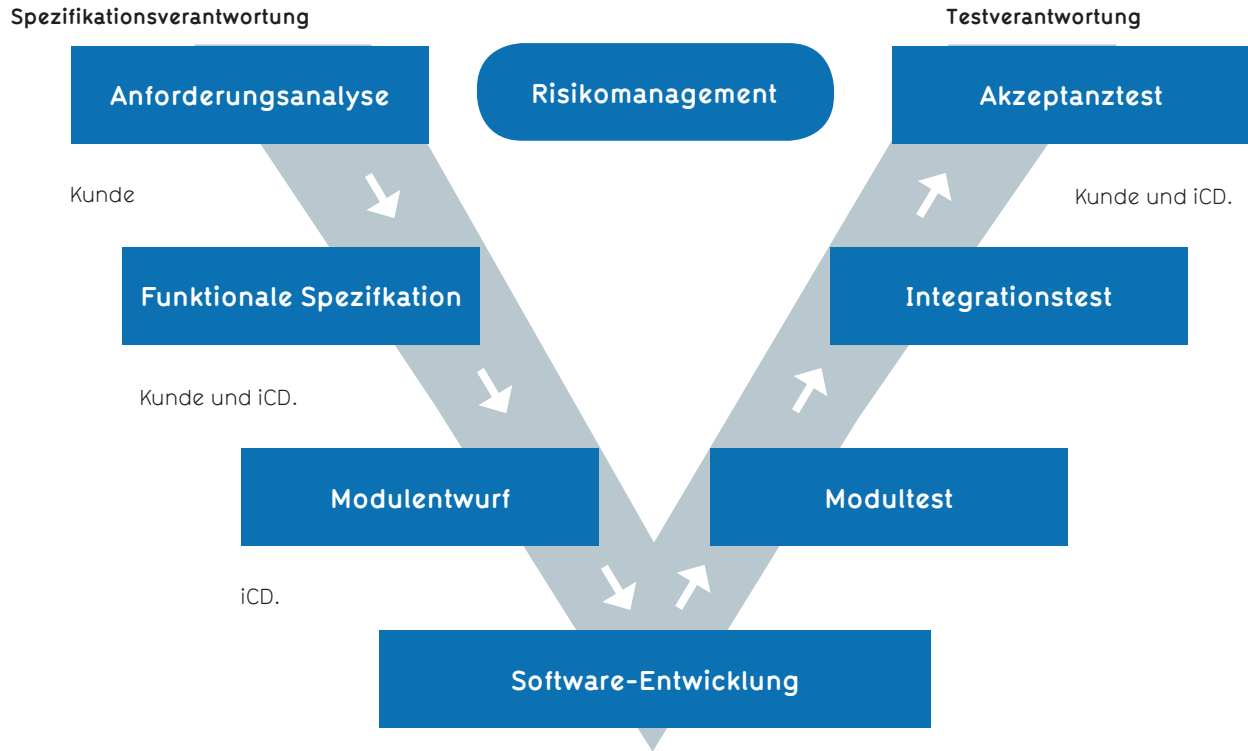 Spezifikationsverantwortung
Testverantwortung
Anforderungsanalyse
Risikomanagement
Akzeptanztest
Kunde
Kunde und iCD.
Funktionale Spezifkation
Integrationstest
Kunde und iCD.
Modulentwurf
Modultest
iCD.
Software-Entwicklung